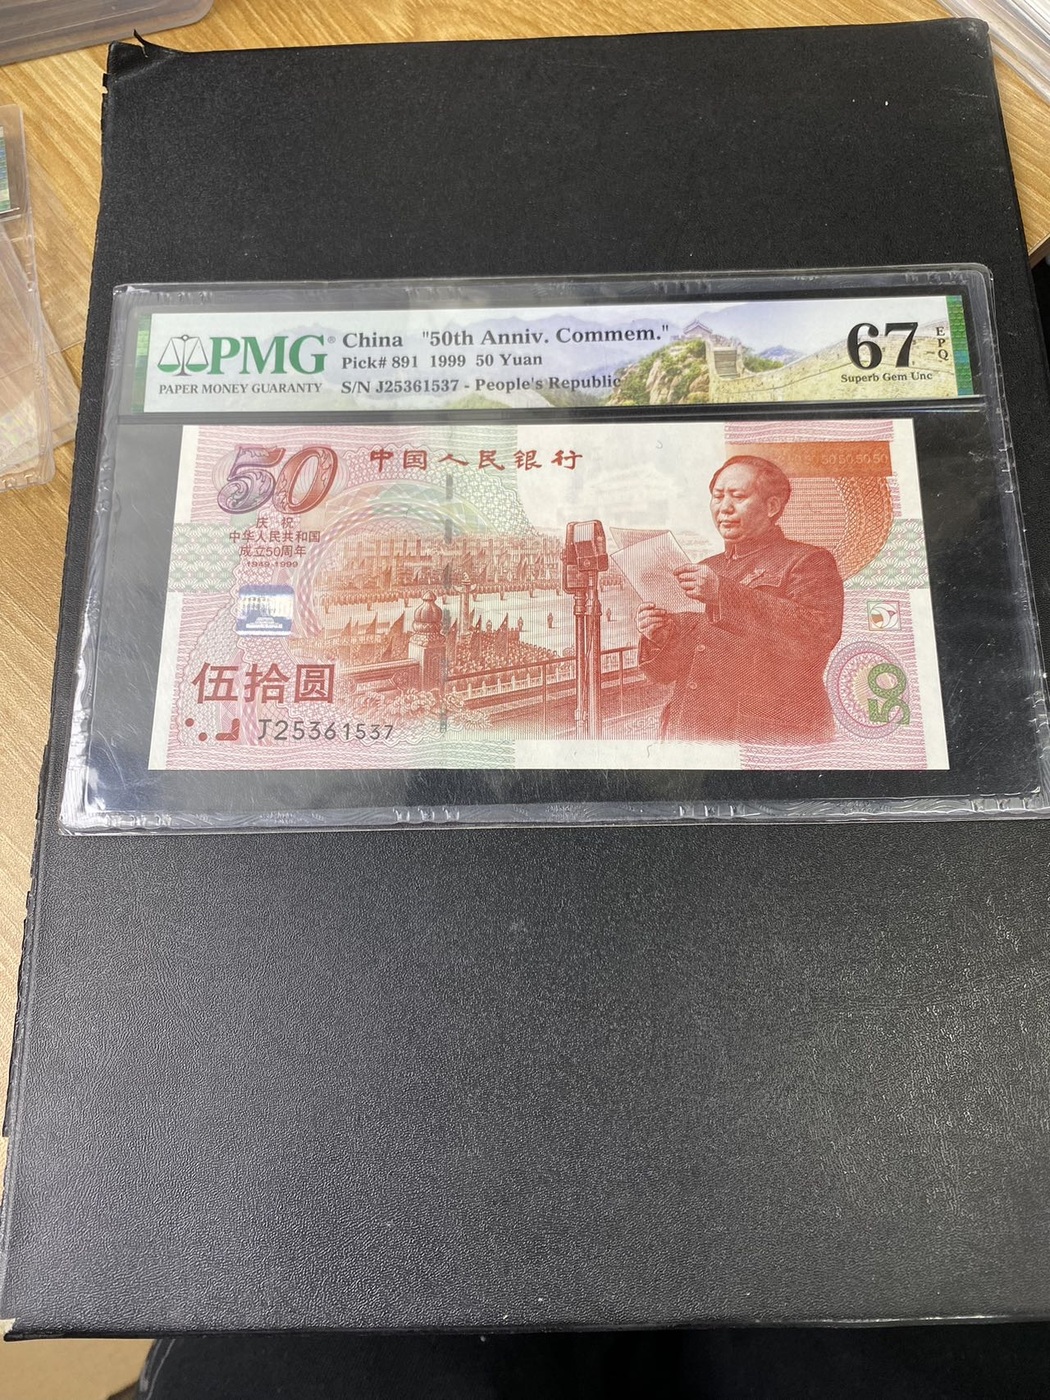 PMG®
PAPER MONEY GUARANTY
China "50th Anniv. Commem."
Pick# 891 1999 50 Yuan
S/N J25361537 - People's Republic
67 EPQ
Superb Gem Unc
50
中国人民银行
庆祝
中华人民共和国
成立50周年
1949-1999
伍拾圆
J25361537
50